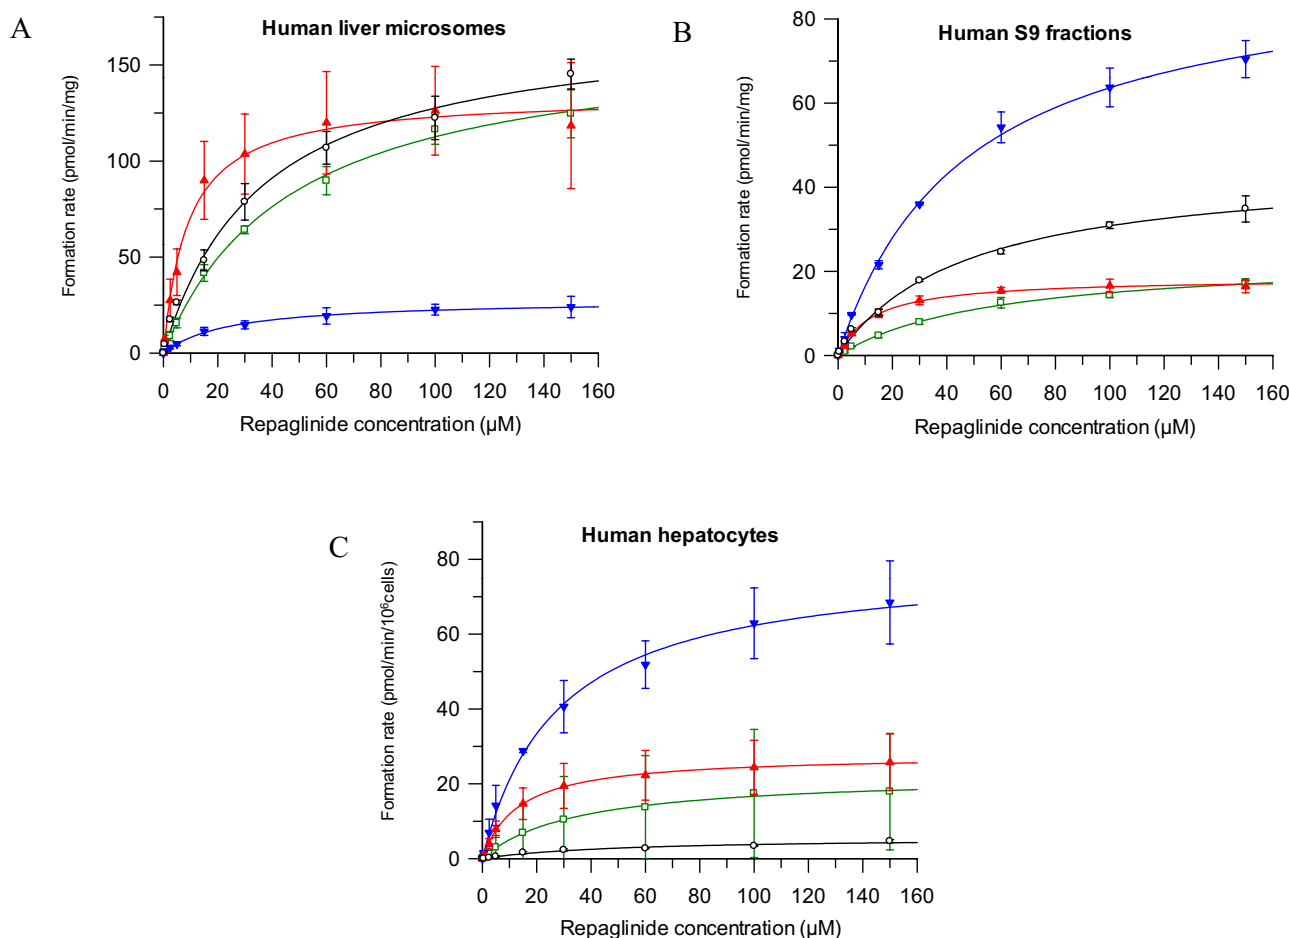 A
Human liver microsomes
Formation rate (pmol/min/mg)
150
100
50
0
0 20 40 60 80 100 120 140 160
Repaglinide concentration (µM)
B
Human S9 fractions
Formation rate (pmol/min/mg)
80
60
40
20
0
0 20 40 60 80 100 120 140 160
Repaglinide concentration (µM)
C
Human hepatocytes
Formation rate (pmol/min/10⁶cells)
80
60
40
20
0
0 20 40 60 80 100 120 140 160
Repaglinide concentration (µM)